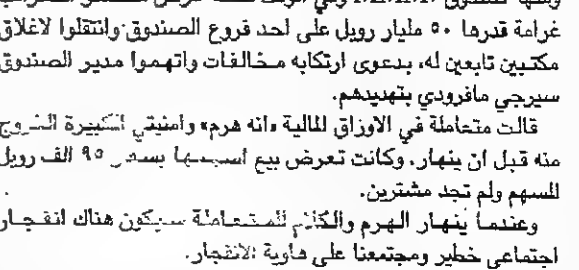 غرامة قدرها ٥٠ مليار روبل على احد فروع الصندوق وانتقلوا لاغلاق
مكتبين تابعين له، بدعوى ارتكابه مخالفات واتهموا مدير الصندوق
سيرجي مافرودي بتهديدهم.
قالت متعاملة في الاوراق المالية «انه هرم» وامنيتي الكبيرة الخروج
منه قبل ان ينهار. وكانت تعرض بيع اسهمها بسعر ٩٥ الف روبل
للسهم ولم تجد مشترين.
وعندما ينهار الهرم والكلام للمتعاملة سيكون هناك انفجار
اجتماعي خطير ومجتمعنا على هاوية الانفجار.